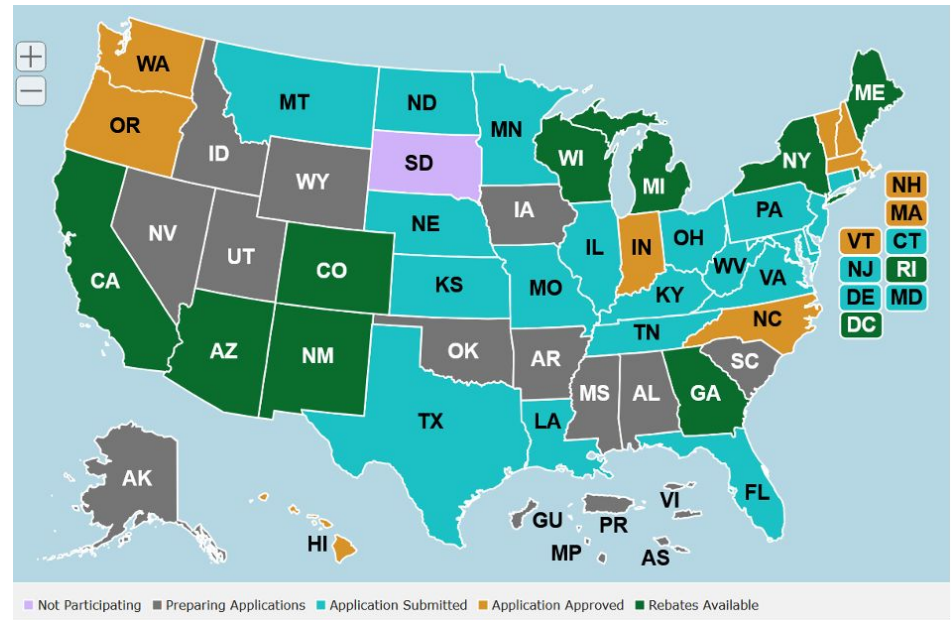 +
−
WA
OR
CA
ID
NV
MT
WY
UT
AZ
CO
NM
ND
SD
NE
KS
OK
TX
MN
IA
MO
AR
LA
WI
IL
MI
IN
OH
KY
TN
MS
AL
GA
FL
SC
NC
VA
WV
PA
NY
ME
NH
MA
VT
CT
NJ
RI
DE
MD
DC
AK
HI
GU
MP
PR
VI
AS
Not Participating Preparing Applications Application Submitted Application Approved Rebates Available